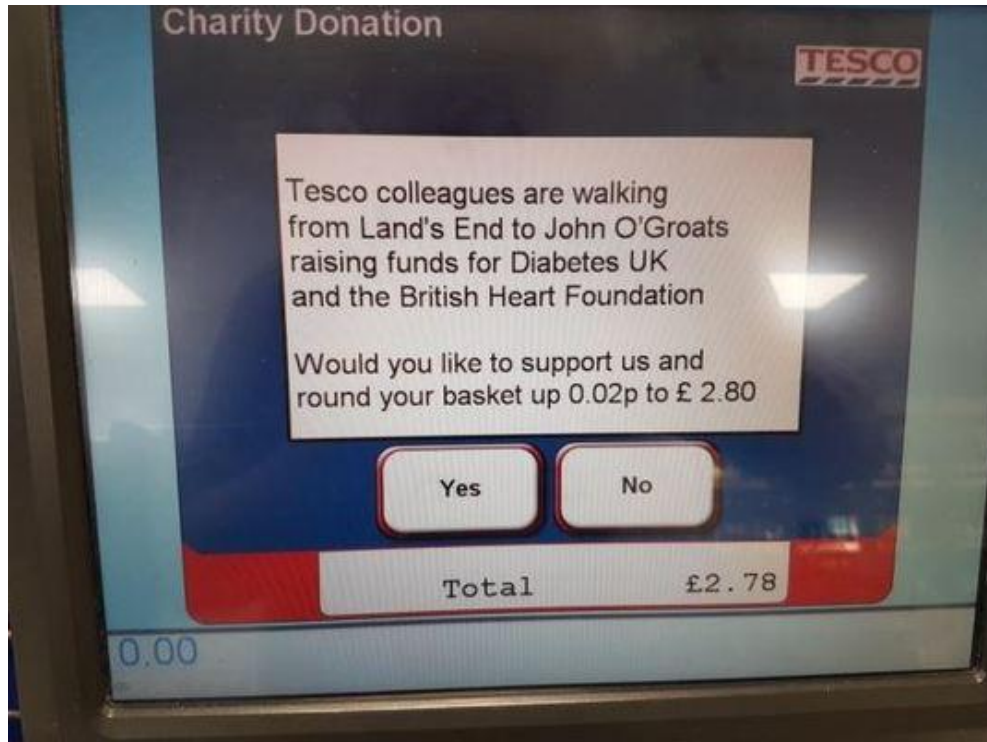 Charity Donation
TESCO
Tesco colleagues are walking
from Land's End to John O'Groats
raising funds for Diabetes UK
and the British Heart Foundation
Would you like to support us and
round your basket up 0.02p to £ 2.80
Yes No
Total £2.78
0.00